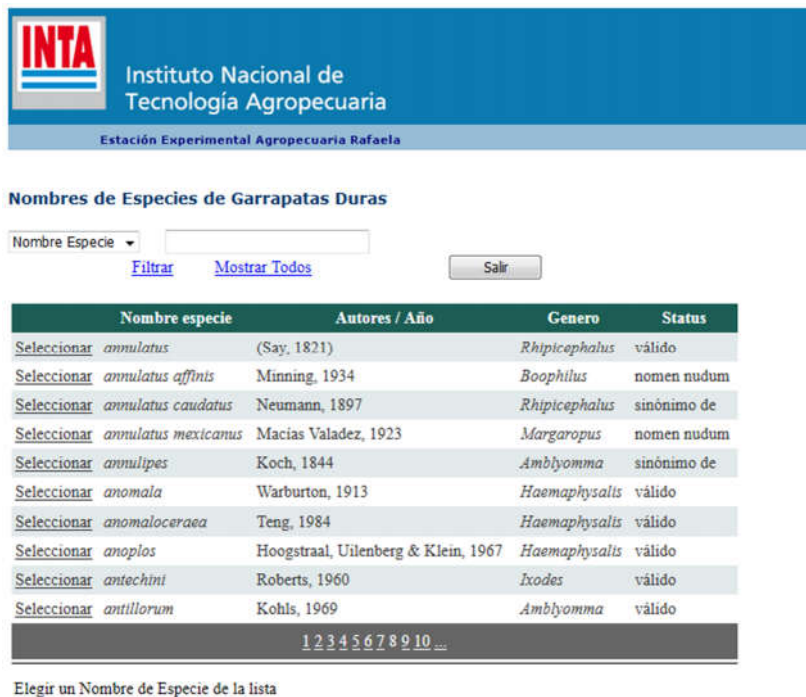 INTA
Instituto Nacional de
Tecnología Agropecuaria
Estación Experimental Agropecuaria Rafaela
Nombres de Especies de Garrapatas Duras
Nombre Especie
Filtrar Mostrar Todos Salir
Nombre especie Autores / Año Genero Status
Seleccionar annulatus (Say, 1821) Rhipicephalus válido
Seleccionar annulatus affinis Minning, 1934 Boophilus nomen nudum
Seleccionar annulatus caudatus Neumann, 1897 Rhipicephalus sinónimo de
Seleccionar annulatus mexicanus Macías Valadez, 1923 Margaropus nomen nudum
Seleccionar annulipes Koch, 1844 Amblyomma sinónimo de
Seleccionar anomala Warburton, 1913 Haemaphysalis válido
Seleccionar anomaloceraea Teng, 1984 Haemaphysalis válido
Seleccionar anoplos Hoogstraal, Uilenberg & Klein, 1967 Haemaphysalis válido
Seleccionar antechini Roberts, 1960 Ixodes válido
Seleccionar antillorum Kohls, 1969 Amblyomma válido
1 2 3 4 5 6 7 8 9 10 ...
Elegir un Nombre de Especie de la lista